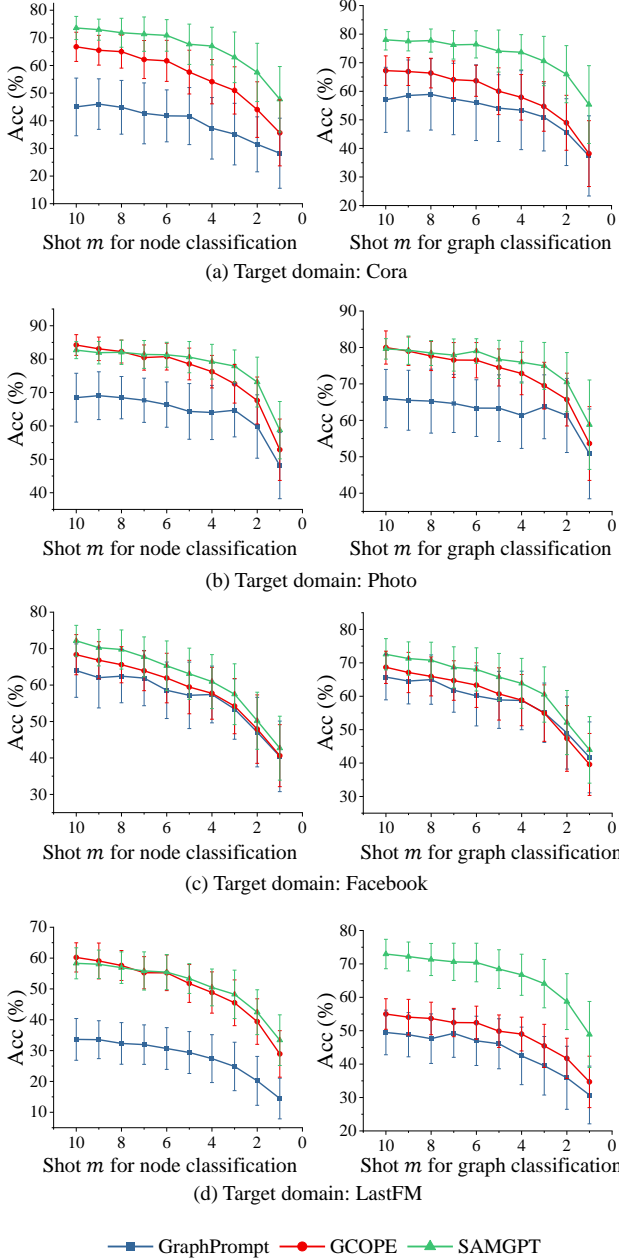 80
70
60
50
40
30
20
10
Acc (%)
10 8 6 4 2 0
Shot m for node classification
90
80
70
60
50
40
30
20
Acc (%)
10 8 6 4 2 0
Shot m for graph classification
(a) Target domain: Cora
90
80
70
60
50
40
Acc (%)
10 8 6 4 2 0
Shot m for node classification
90
80
70
60
50
40
Acc (%)
10 8 6 4 2 0
Shot m for graph classification
(b) Target domain: Photo
80
70
60
50
40
30
Acc (%)
10 8 6 4 2 0
Shot m for node classification
80
70
60
50
40
30
Acc (%)
10 8 6 4 2 0
Shot m for graph classification
(c) Target domain: Facebook
70
60
50
40
30
20
10
Acc (%)
10 8 6 4 2 0
Shot m for node classification
80
70
60
50
40
30
20
Acc (%)
10 8 6 4 2 0
Shot m for graph classification
(d) Target domain: LastFM
GraphPrompt GCOPE SAMGPT